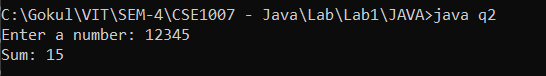 C:\Gokul\VIT\SEM-4\CSE1007 - Java\Lab\Lab1\JAVA>java q2
Enter a number: 12345
Sum: 15